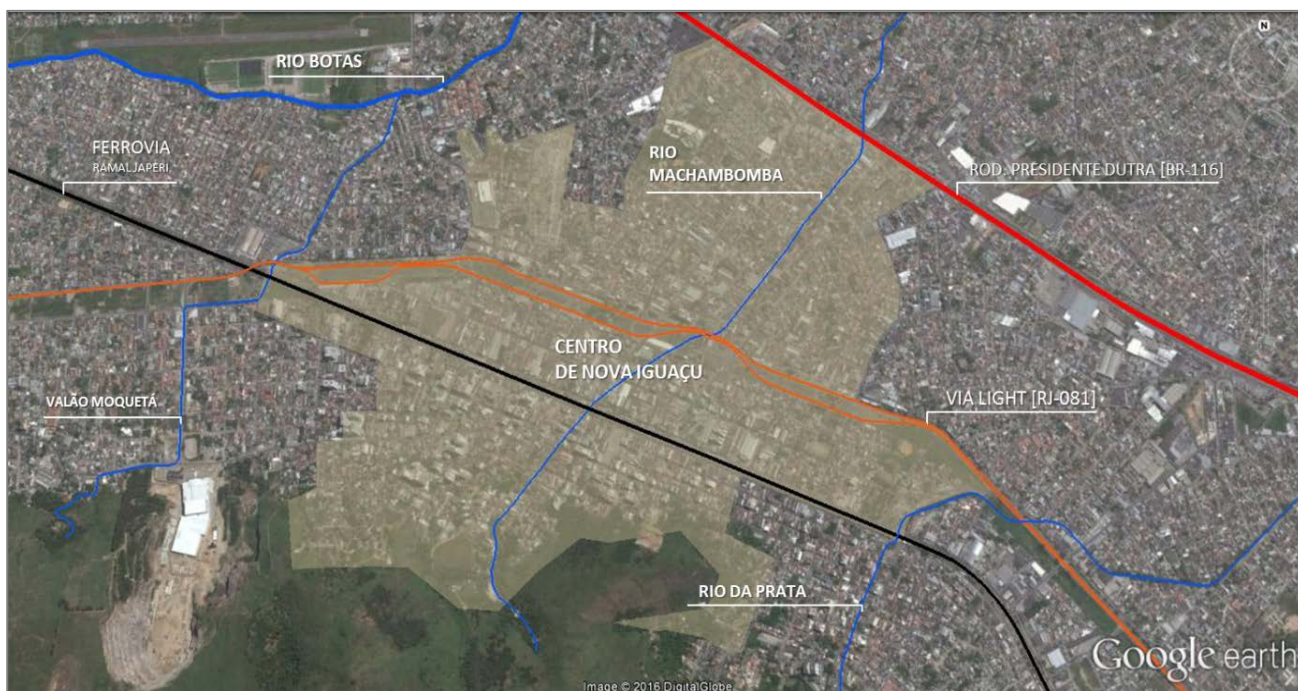 N
RIO BOTAS
FERROVIA
RAMAL JAPERI
RIO
MACHAMBOMBA
ROD. PRESIDENTE DUTRA [BR-116]
CENTRO
DE NOVA IGUAÇU
VALÃO MOQUETÁ
VIA LIGHT [RJ-081]
RIO DA PRATA
Google earth
Image © 2016 DigitalGlobe